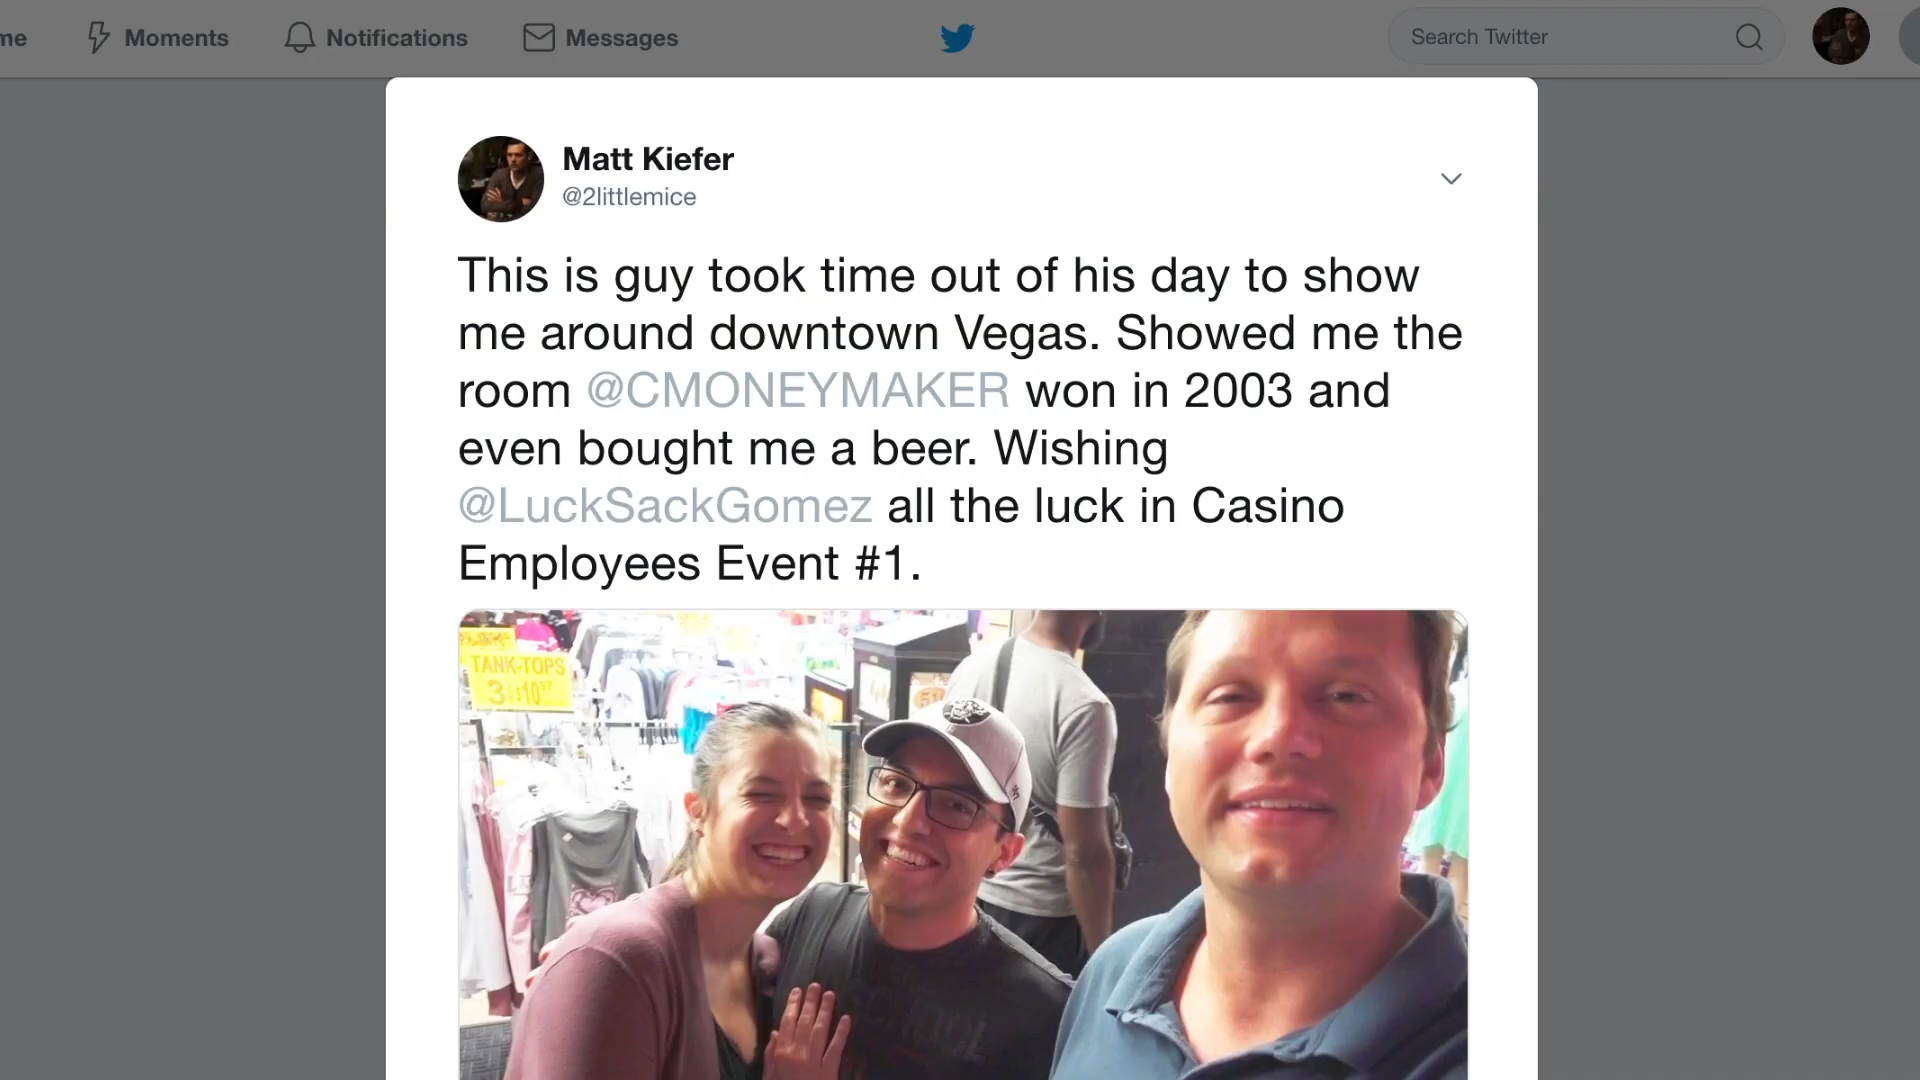 me Moments Notifications Messages Search Twitter
Matt Kiefer
@2littlemice
This is guy took time out of his day to show
me around downtown Vegas. Showed me the
room @CMONEYMAKER won in 2003 and
even bought me a beer. Wishing
@LuckSackGomez all the luck in Casino
Employees Event #1.
TANK-TOPS